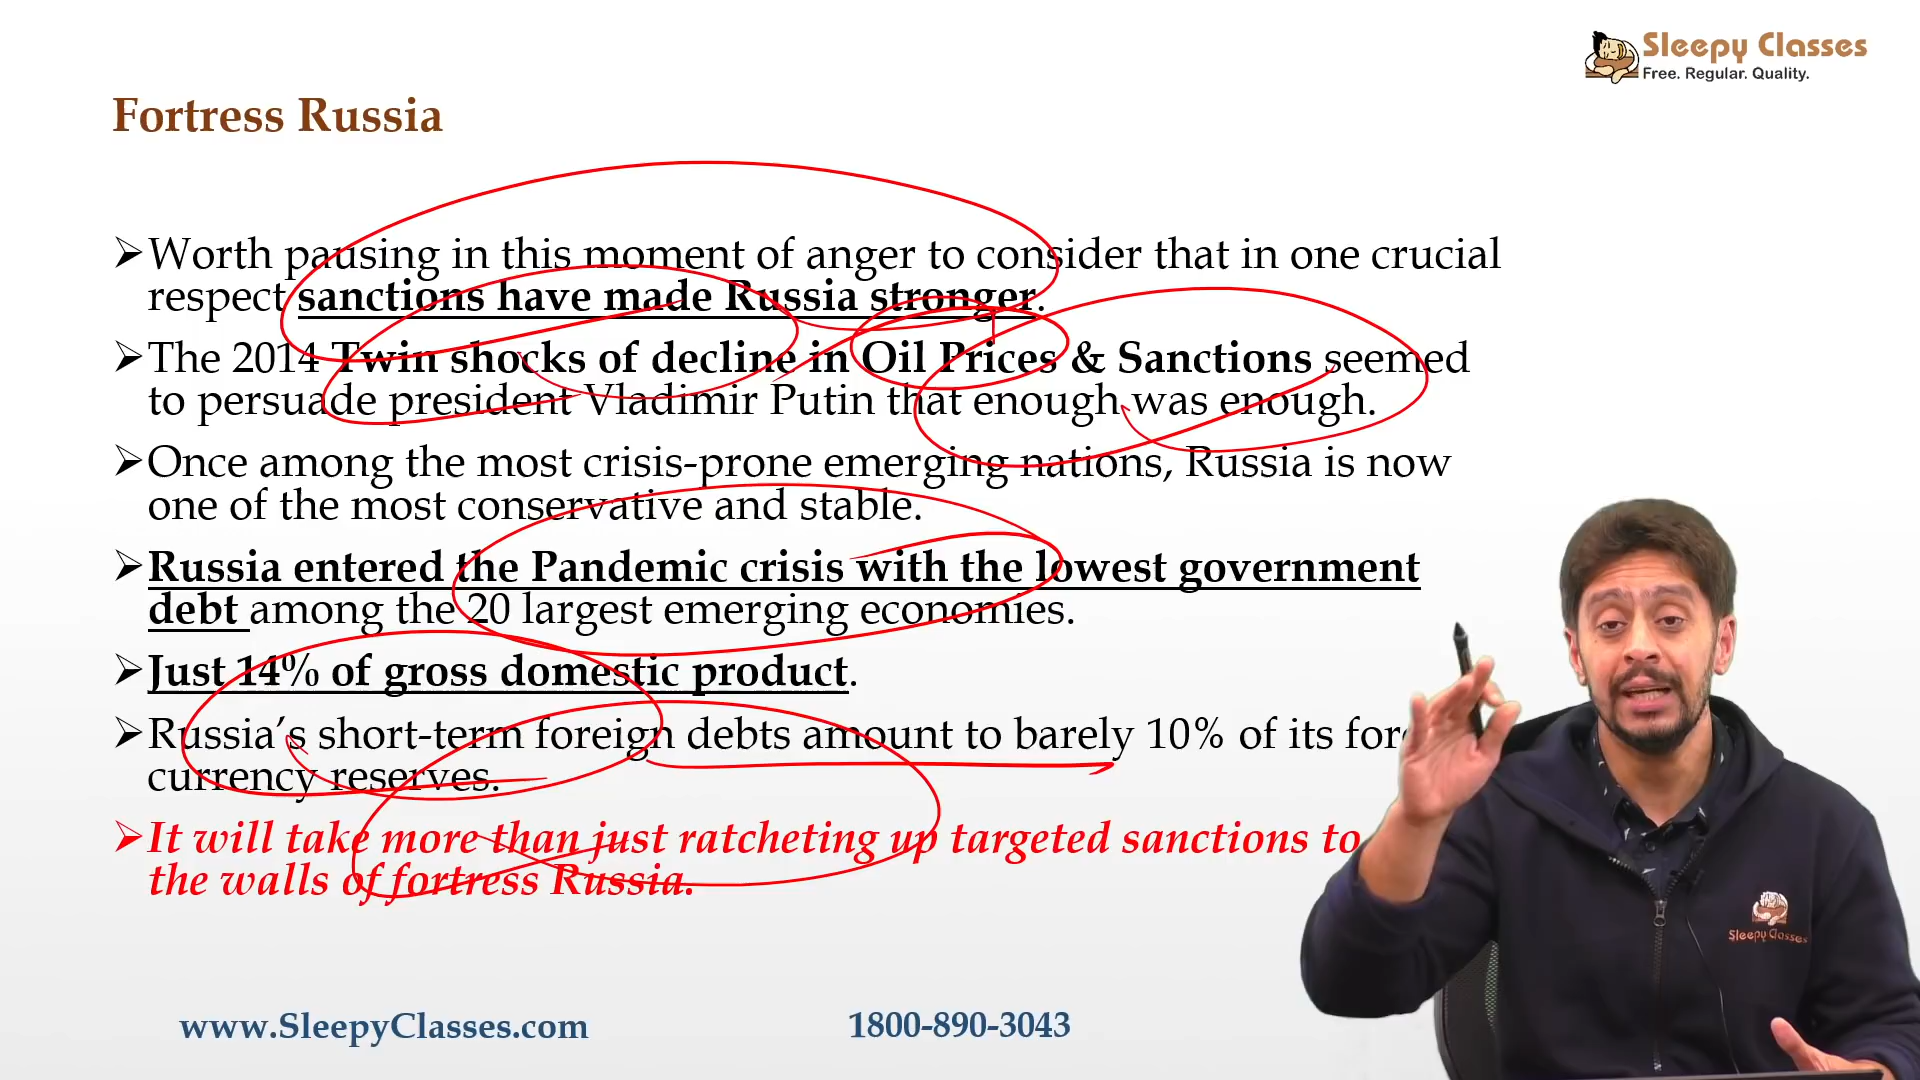 Sleepy Classes
Free. Regular. Quality.
Fortress Russia
Worth pausing in this moment of anger to consider that in one crucial
respect sanctions have made Russia stronger.
The 2014 Twin shocks of decline in Oil Prices & Sanctions seemed
to persuade president Vladimir Putin that enough was enough.
Once among the most crisis-prone emerging nations, Russia is now
one of the most conservative and stable.
Russia entered the Pandemic crisis with the lowest government
debt among the 20 largest emerging economies.
Just 14% of gross domestic product.
Russia's short-term foreign debts amount to barely 10% of its
currency reserves.
It will take more than just ratcheting up targeted sanctions to
the walls of fortress Russia.
Sleepy Classes
www.SleepyClasses.com
1800-890-3043